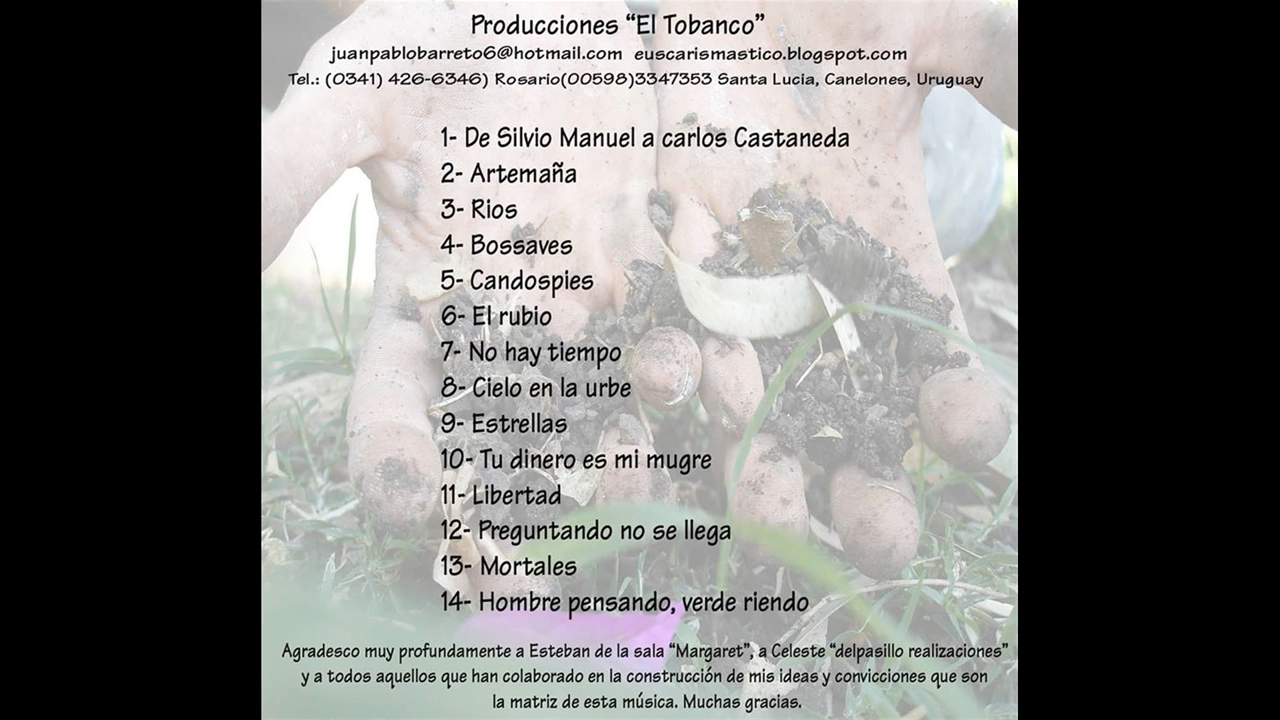 Producciones “El Tobanco”
juanpablobarreto6@hotmail.com euscarismastico.blogspot.com
Tel.: (0341) 426-6346) Rosario(00598)3347353 Santa Lucia, Canelones, Uruguay
1- De Silvio Manuel a carlos Castaneda
2- Artemaña
3- Rios
4- Bossaves
5- Candospies
6- El rubio
7- No hay tiempo
8- Cielo en la urbe
9- Estrellas
10- Tu dinero es mi mugre
11- Libertad
12- Preguntando no se llega
13- Mortales
14- Hombre pensando, verde riendo
Agradesco muy profundamente a Esteban de la sala “Margaret”, a Celeste “delpasillo realizaciones”
y a todos aquellos que han colaborado en la construcción de mis ideas y convicciones que son
la matriz de esta música. Muchas gracias.